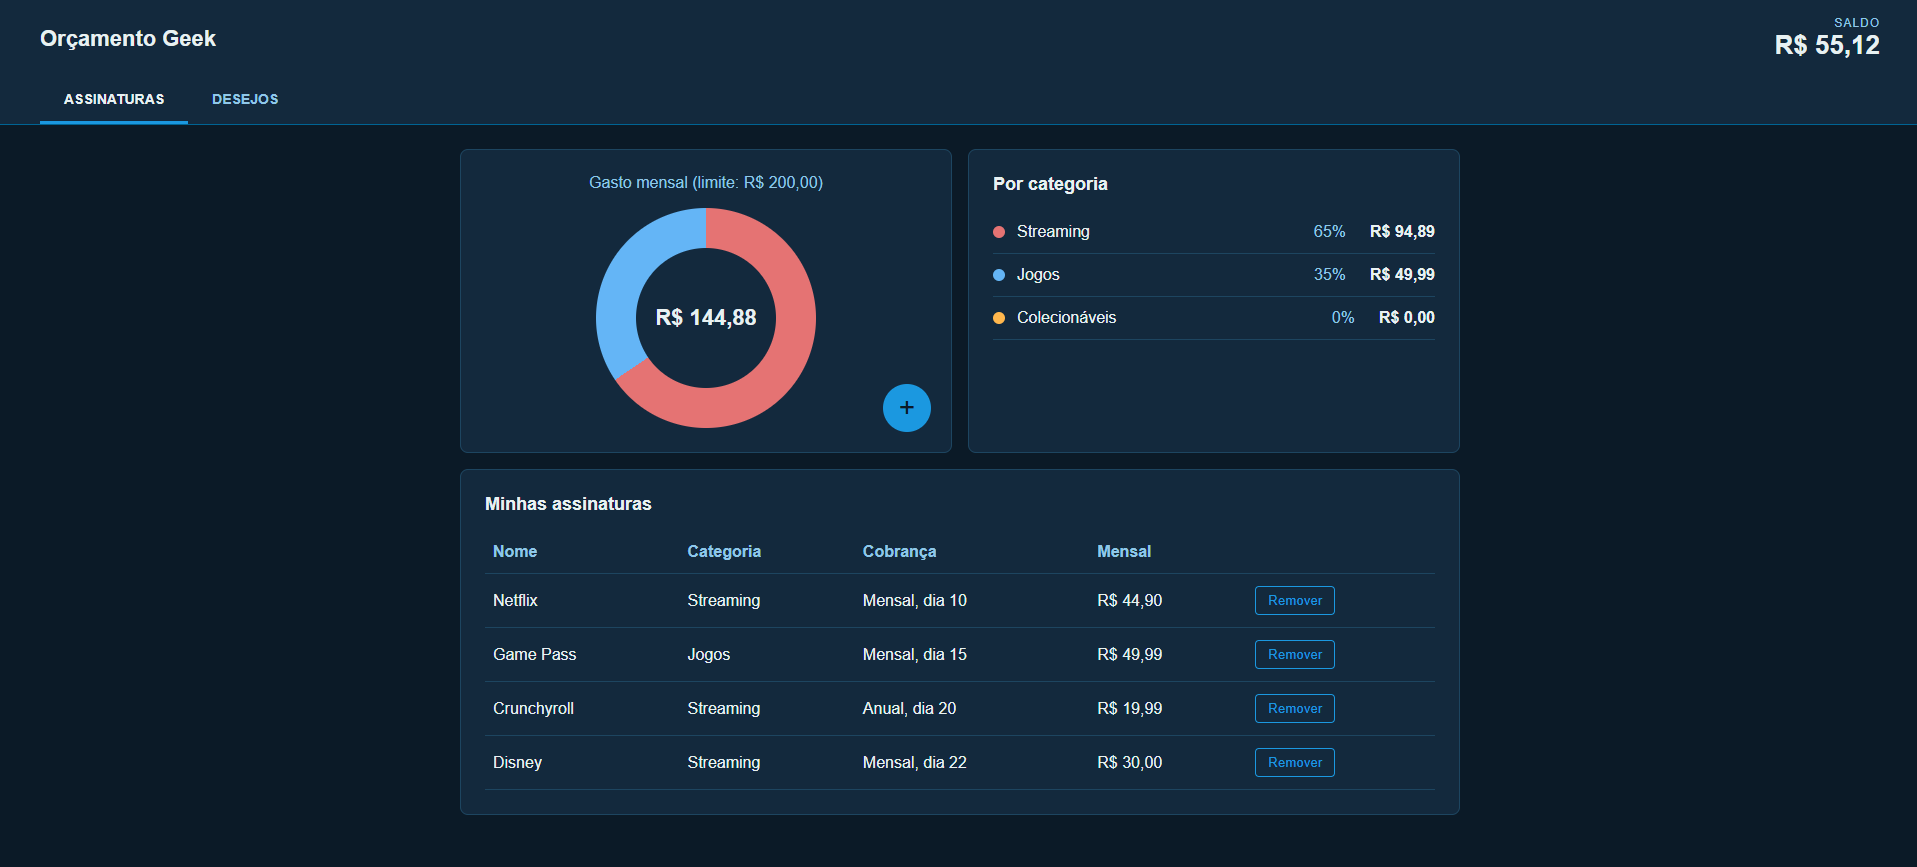 Orçamento Geek
SALDO
R$ 55,12
ASSINATURAS DESEJOS
Gasto mensal (limite: R$ 200,00)
R$ 144,88
+
Por categoria
Streaming 65% R$ 94,89
Jogos 35% R$ 49,99
Colecionáveis 0% R$ 0,00
Minhas assinaturas
Nome Categoria Cobrança Mensal
Netflix Streaming Mensal, dia 10 R$ 44,90 Remover
Game Pass Jogos Mensal, dia 15 R$ 49,99 Remover
Crunchyroll Streaming Anual, dia 20 R$ 19,99 Remover
Disney Streaming Mensal, dia 22 R$ 30,00 Remover